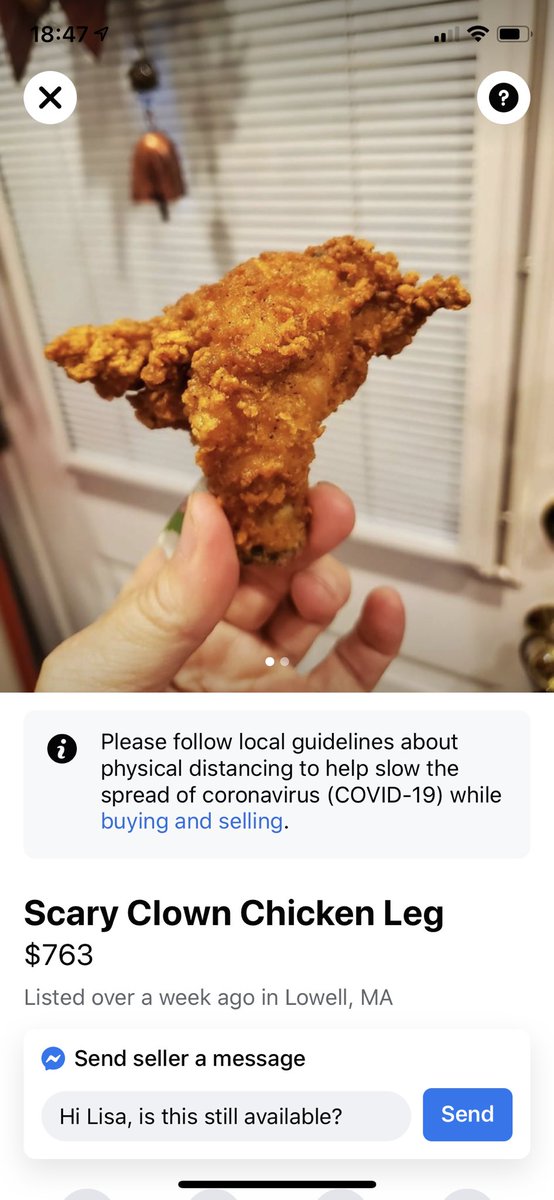 18:47
Please follow local guidelines about
physical distancing to help slow the
spread of coronavirus (COVID-19) while
buying and selling.
Scary Clown Chicken Leg
$763
Listed over a week ago in Lowell, MA
Send seller a message
Hi Lisa, is this still available?
Send